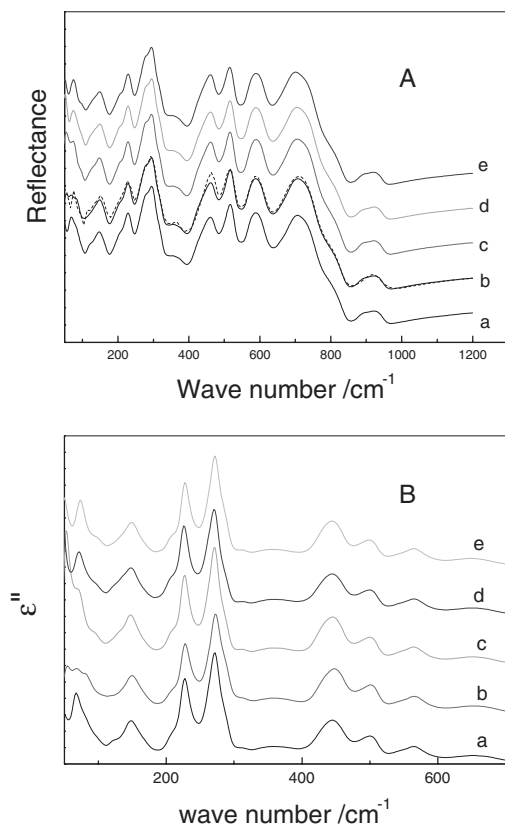 A
Reflectance
e
d
c
b
a
200 400 600 800 1000 1200
Wave number /cm-1
B
ε"
e
d
c
b
a
200 400 600
wave number /cm-1